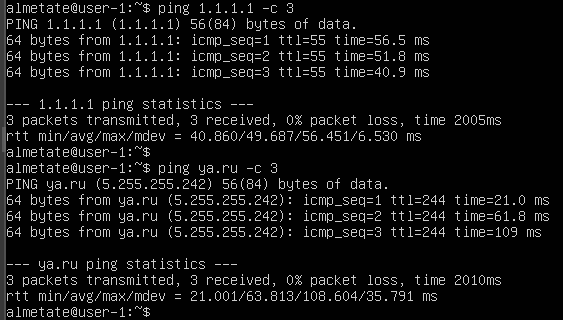 almetate@user-1:~$ ping 1.1.1.1 -c 3
PING 1.1.1.1 (1.1.1.1) 56(84) bytes of data.
64 bytes from 1.1.1.1: icmp_seq=1 ttl=55 time=56.5 ms
64 bytes from 1.1.1.1: icmp_seq=2 ttl=55 time=51.8 ms
64 bytes from 1.1.1.1: icmp_seq=3 ttl=55 time=40.9 ms

--- 1.1.1.1 ping statistics ---
3 packets transmitted, 3 received, 0% packet loss, time 2005ms
rtt min/avg/max/mdev = 40.860/49.687/56.451/6.530 ms
almetate@user-1:~$
almetate@user-1:~$ ping ya.ru -c 3
PING ya.ru (5.255.255.242) 56(84) bytes of data.
64 bytes from ya.ru (5.255.255.242): icmp_seq=1 ttl=244 time=21.0 ms
64 bytes from ya.ru (5.255.255.242): icmp_seq=2 ttl=244 time=61.8 ms
64 bytes from ya.ru (5.255.255.242): icmp_seq=3 ttl=244 time=109 ms

--- ya.ru ping statistics ---
3 packets transmitted, 3 received, 0% packet loss, time 2010ms
rtt min/avg/max/mdev = 21.001/63.813/108.604/35.791 ms
almetate@user-1:~$